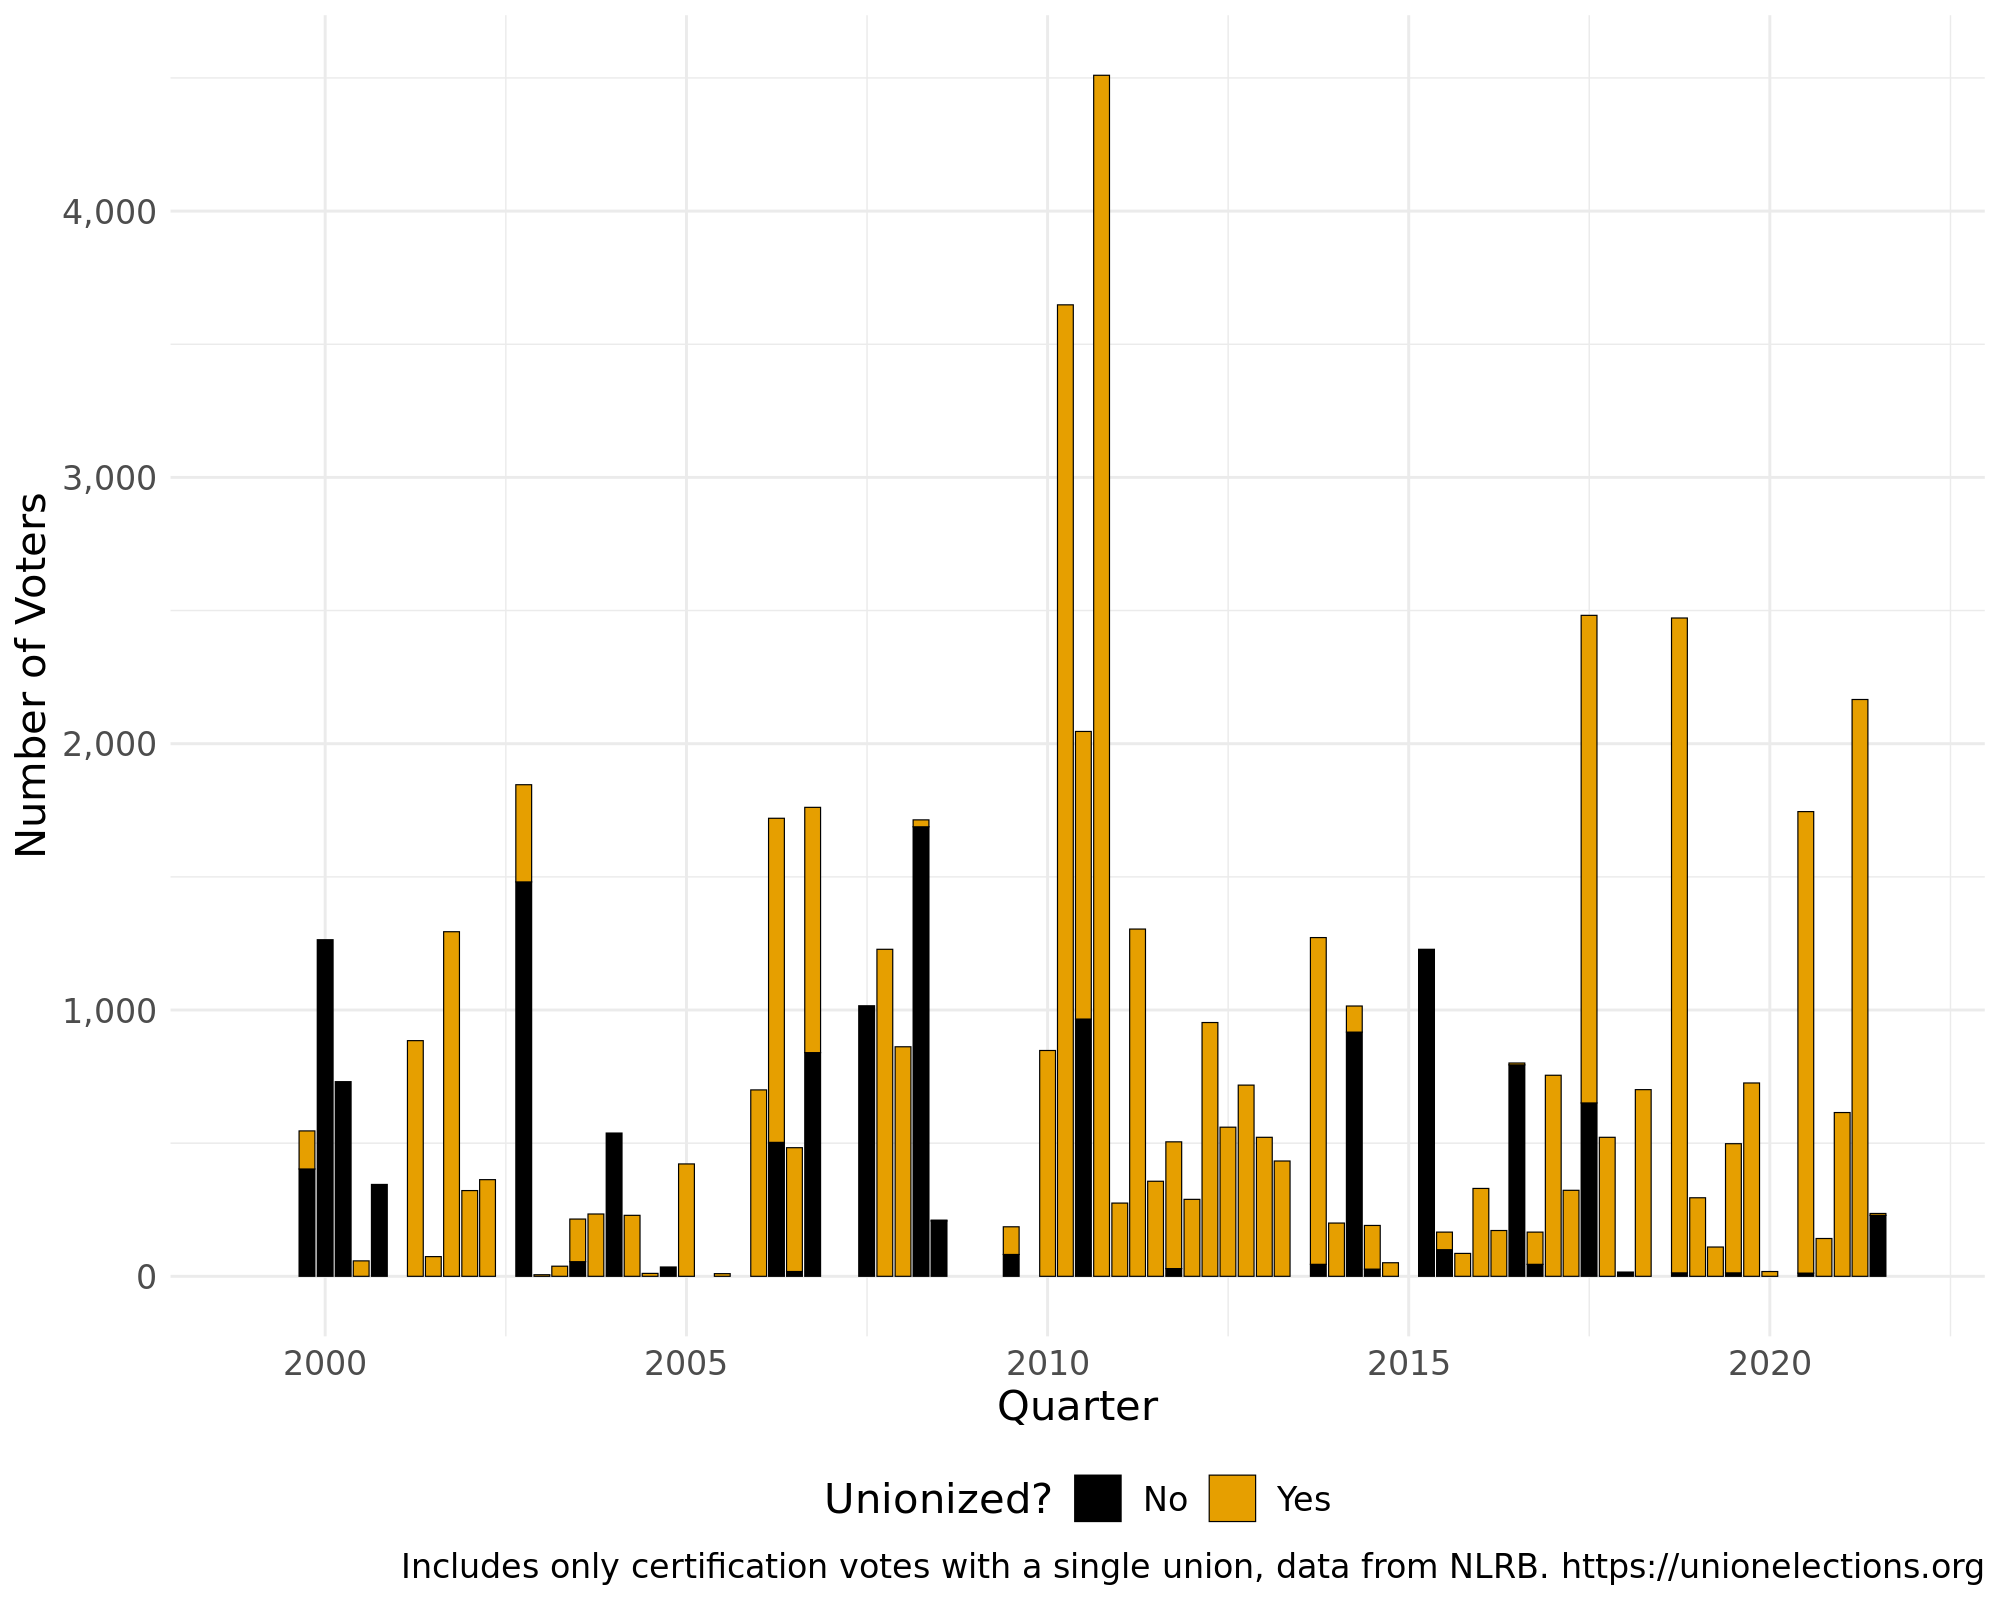 4,000
3,000
2,000
1,000
0
Number of Voters
2000 2005 2010 2015 2020
Quarter
Unionized? No Yes
Includes only certification votes with a single union, data from NLRB. https://unionelections.org